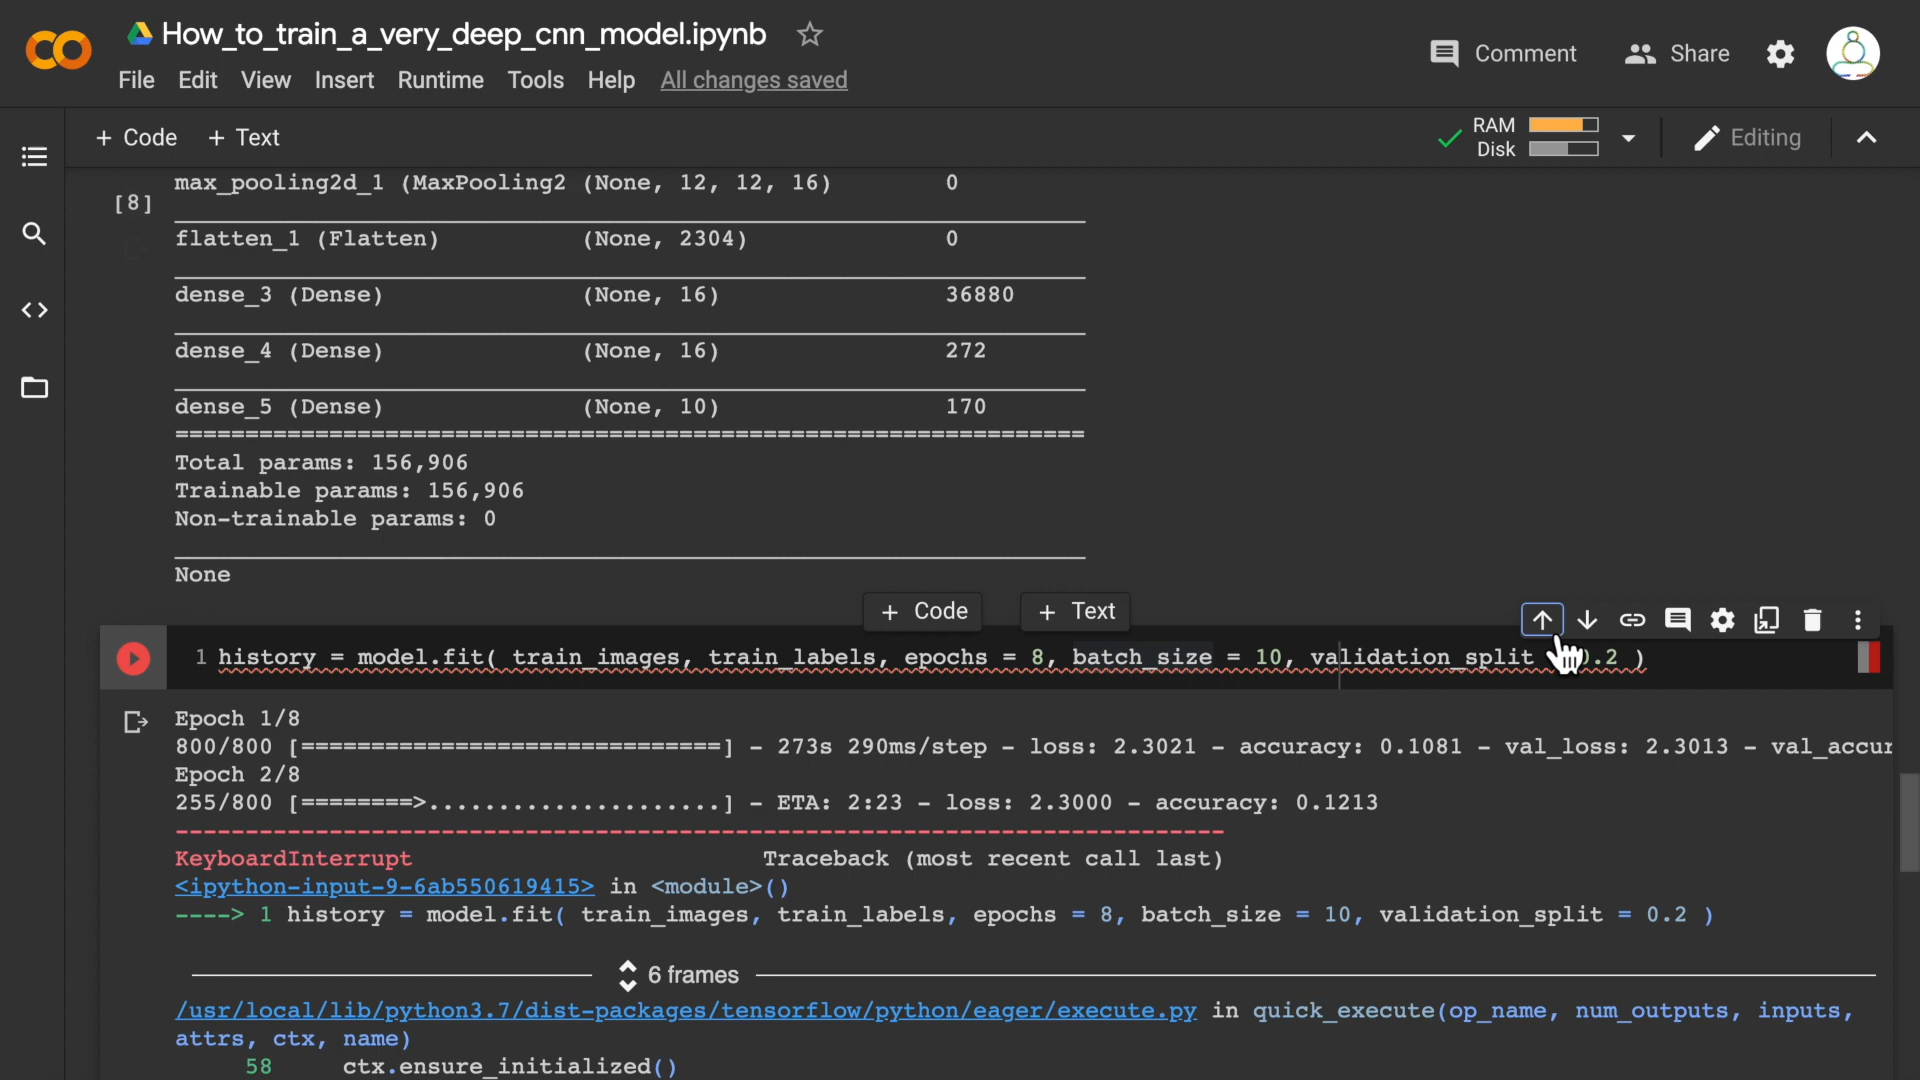 How_to_train_a_very_deep_cnn_model.ipynb
File Edit View Insert Runtime Tools Help All changes saved
Comment Share
+ Code + Text
RAM
Disk
Editing
[8]
max_pooling2d_1 (MaxPooling2 (None, 12, 12, 16) 0
flatten_1 (Flatten) (None, 2304) 0
dense_3 (Dense) (None, 16) 36880
dense_4 (Dense) (None, 16) 272
dense_5 (Dense) (None, 10) 170
=================================================================
Total params: 156,906
Trainable params: 156,906
Non-trainable params: 0
None
+ Code + Text
1 history = model.fit( train_images, train_labels, epochs = 8, batch_size = 10, validation_split 0.2 )
Epoch 1/8
800/800 [==============================] - 273s 290ms/step - loss: 2.3021 - accuracy: 0.1081 - val_loss: 2.3013 - val_accur
Epoch 2/8
255/800 [========>.....................] - ETA: 2:23 - loss: 2.3000 - accuracy: 0.1213
---------------------------------------------------------------------------
KeyboardInterrupt Traceback (most recent call last)
<ipython-input-9-6ab550619415> in <module>()
----> 1 history = model.fit( train_images, train_labels, epochs = 8, batch_size = 10, validation_split = 0.2 )
6 frames
/usr/local/lib/python3.7/dist-packages/tensorflow/python/eager/execute.py in quick_execute(op_name, num_outputs, inputs,
attrs, ctx, name)
58 ctx.ensure_initialized()